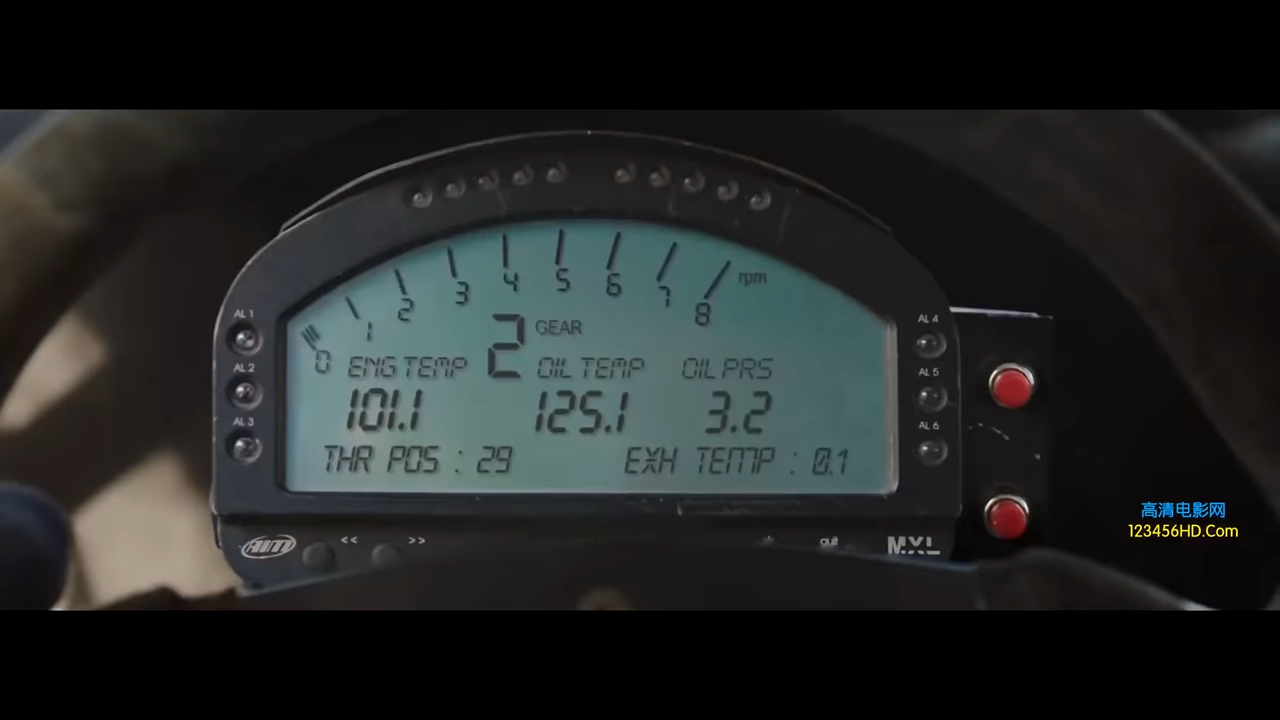 1 2 3 4 5 6 7 8 rpm
0
2 GEAR
AL 1
AL 2
AL 3
ENG TEMP OIL TEMP OIL PRS
101.1 125.1 3.2
THR POS : 29 EXH TEMP : 0.1
AL 4
AL 5
AL 6
AIM << >> quit MXL
高清电影网
123456HD.Com